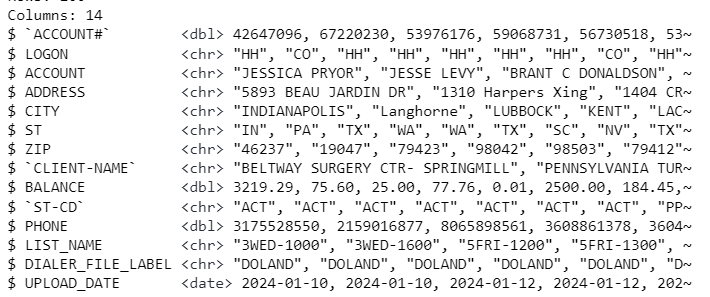 Columns: 14
$ `ACCOUNT#` <dbl> 42647096, 67220230, 53976176, 59068731, 56730518, 53~
$ LOGON <chr> "HH", "CO", "HH", "HH", "HH", "HH", "HH", "CO", "HH"~
$ ACCOUNT <chr> "JESSICA PRYOR", "JESSE LEVY", "BRANT C DONALDSON", ~
$ ADDRESS <chr> "5893 BEAU JARDIN DR", "1310 Harpers Xing", "1404 CR~
$ CITY <chr> "INDIANAPOLIS", "Langhorne", "LUBBOCK", "KENT", "LAC~
$ ST <chr> "IN", "PA", "TX", "WA", "WA", "TX", "SC", "NV", "TX"~
$ ZIP <chr> "46237", "19047", "79423", "98042", "98503", "79412"~
$ `CLIENT-NAME` <chr> "BELTWAY SURGERY CTR- SPRINGMILL", "PENNSYLVANIA TUR~
$ BALANCE <dbl> 3219.29, 75.60, 25.00, 77.76, 0.01, 2500.00, 184.45,~
$ `ST-CD` <chr> "ACT", "ACT", "ACT", "ACT", "ACT", "ACT", "ACT", "PP~
$ PHONE <dbl> 3175528550, 2159016877, 8065898561, 3608861378, 3604~
$ LIST_NAME <chr> "3WED-1000", "3WED-1600", "5FRI-1200", "5FRI-1300", ~
$ DIALER_FILE_LABEL <chr> "DOLAND", "DOLAND", "DOLAND", "DOLAND", "DOLAND", "D~
$ UPLOAD_DATE <date> 2024-01-10, 2024-01-10, 2024-01-12, 2024-01-12, 202~